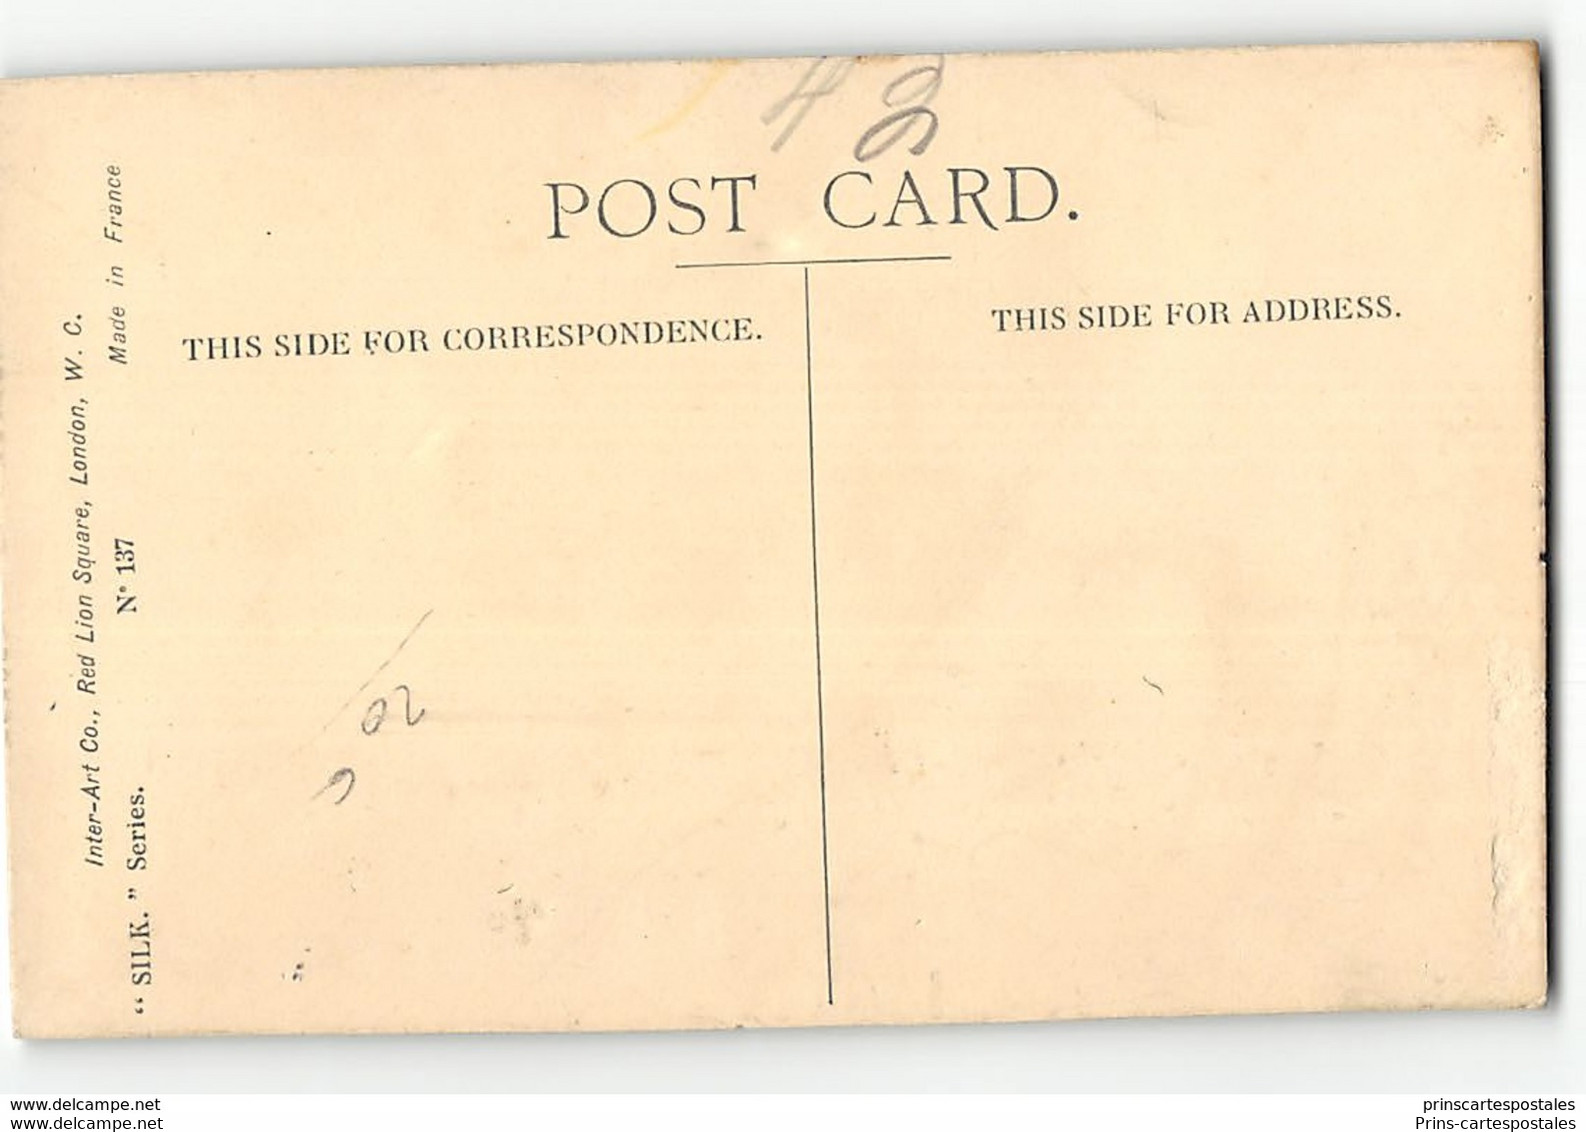 POST CARD.
THIS SIDE FOR CORRESPONDENCE.
THIS SIDE FOR ADDRESS.
Inter-Art Co., Red Lion Square, London, W. C.
“ SILK. ” Series. N° 137 Made in France
www.delcampe.net
www.delcampe.net
prinscartespostales
Prins-cartespostales